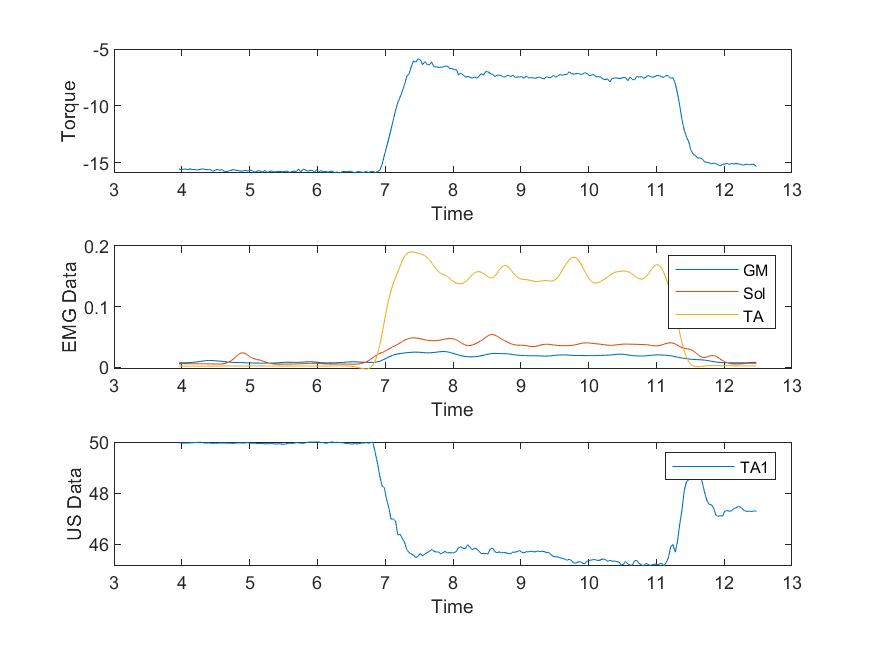 Torque
-5
-10
-15
3 4 5 6 7 8 9 10 11 12 13
Time
EMG Data
0.2
0.1
0
GM
Sol
TA
3 4 5 6 7 8 9 10 11 12 13
Time
US Data
50
48
46
TA1
3 4 5 6 7 8 9 10 11 12 13
Time